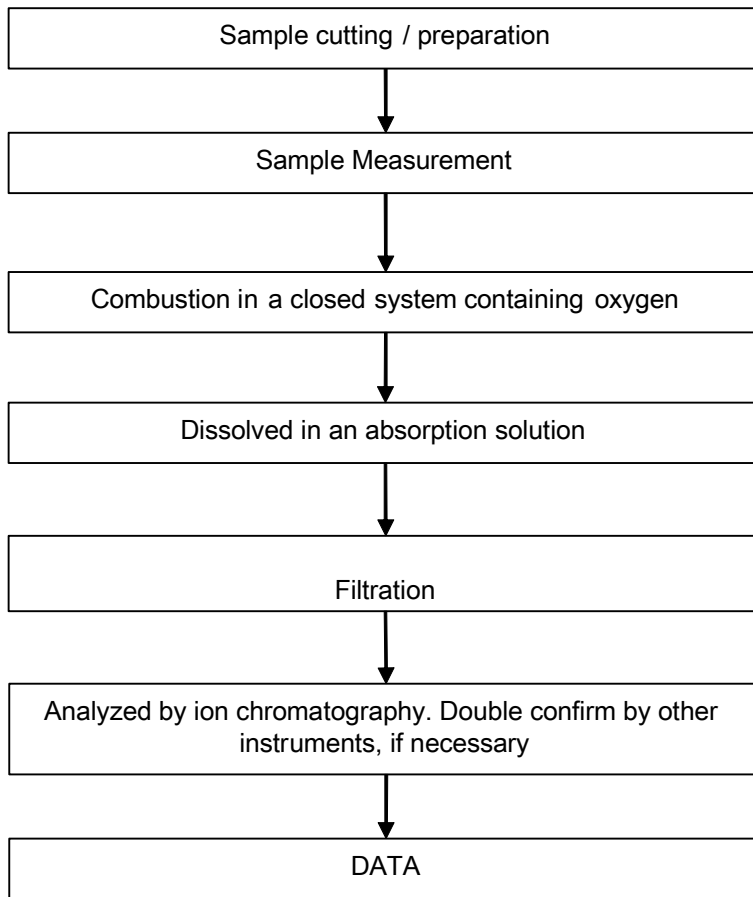 Sample cutting / preparation
Sample Measurement
Combustion in a closed system containing oxygen
Dissolved in an absorption solution
Filtration
Analyzed by ion chromatography. Double confirm by other
instruments, if necessary
DATA